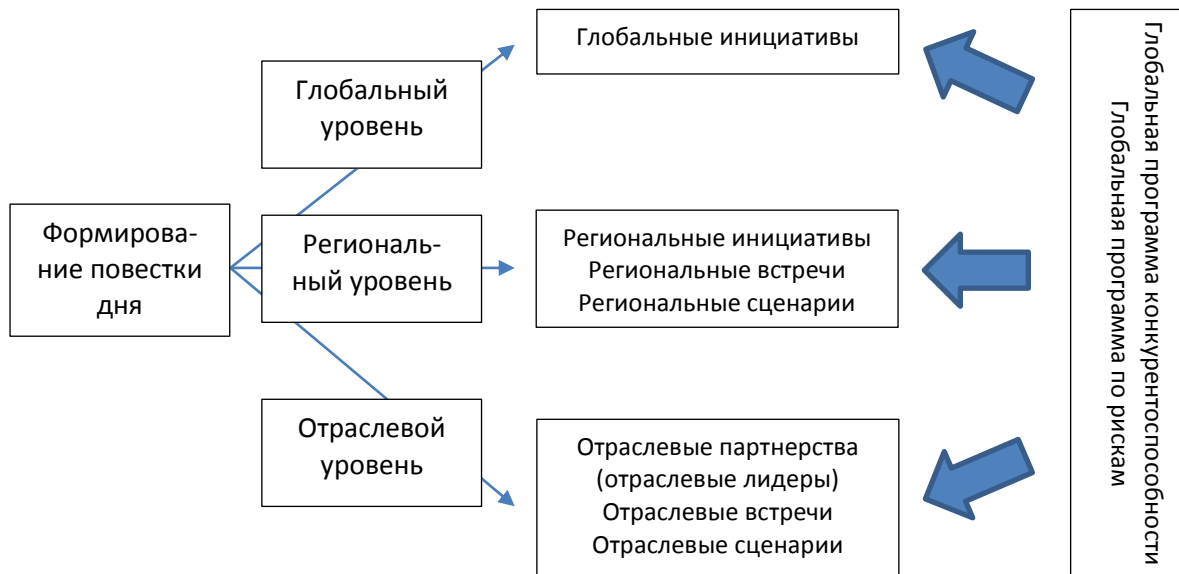 Формирова-
ние повестки
дня
Глобальный
уровень
Региональ-
ный уровень
Отраслевой
уровень
Глобальные инициативы
Региональные инициативы
Региональные встречи
Региональные сценарии
Отраслевые партнерства
(отраслевые лидеры)
Отраслевые встречи
Отраслевые сценарии
Глобальная программа конкурентоспособности
Глобальная программа по рискам